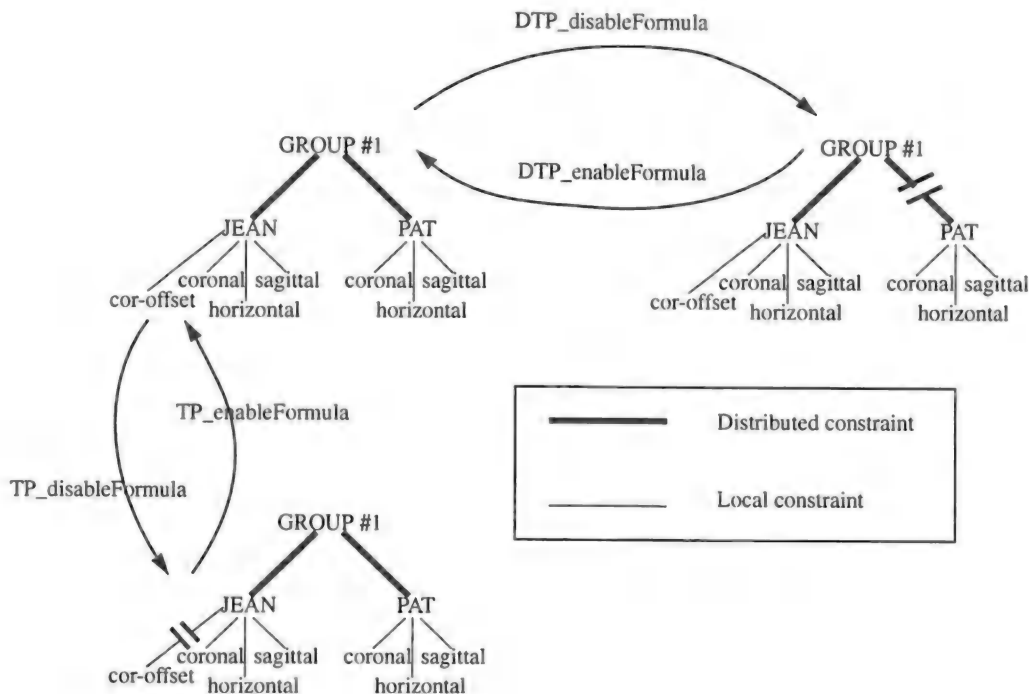 DTP_disableFormula
GROUP #1
GROUP #1
DTP_enableFormula
JEAN
PAT
JEAN
PAT
coronal sagittal
coronal sagittal
coronal sagittal
coronal sagittal
cor-offset
horizontal
horizontal
cor-offset
horizontal
horizontal
TP_enableFormula
Distributed constraint
TP_disableFormula
Local constraint
GROUP #1
JEAN
PAT
coronal sagittal
coronal sagittal
cor-offset
horizontal
horizontal